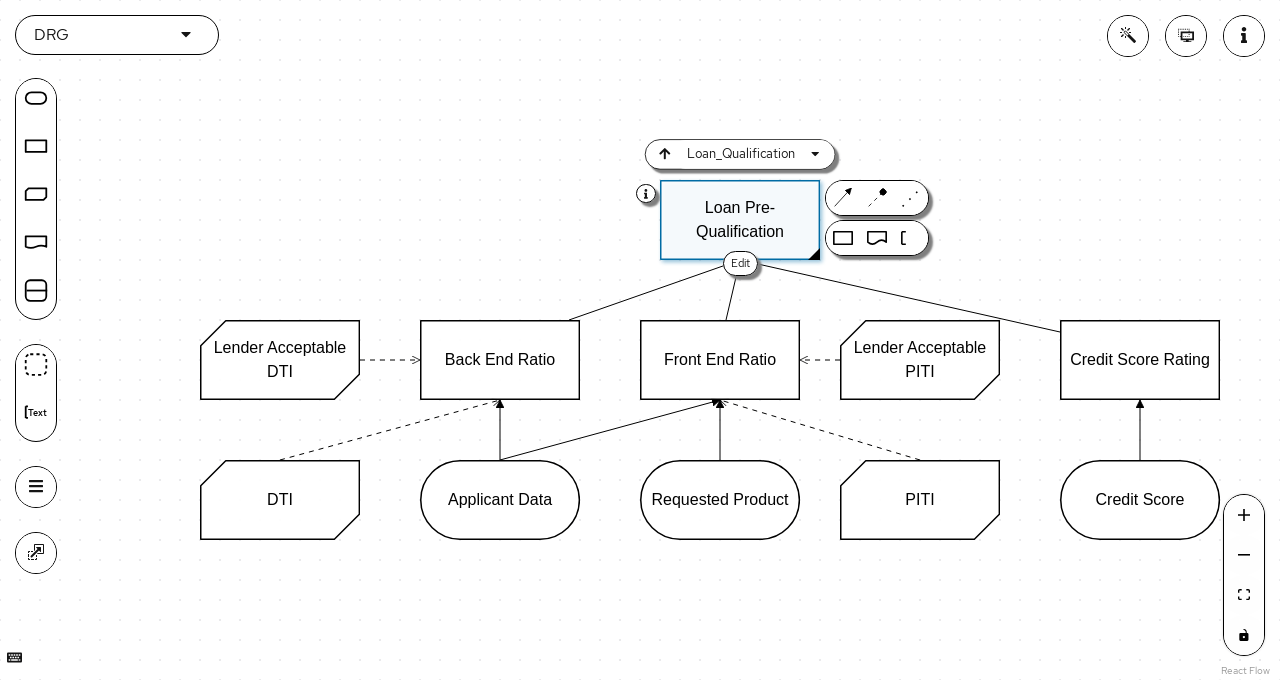 DRG
Loan_Qualification
Loan Pre-
Qualification
Edit
Lender Acceptable
DTI
Back End Ratio
Front End Ratio
Lender Acceptable
PITI
Credit Score Rating
Text
DTI
Applicant Data
Requested Product
PITI
Credit Score
React Flow